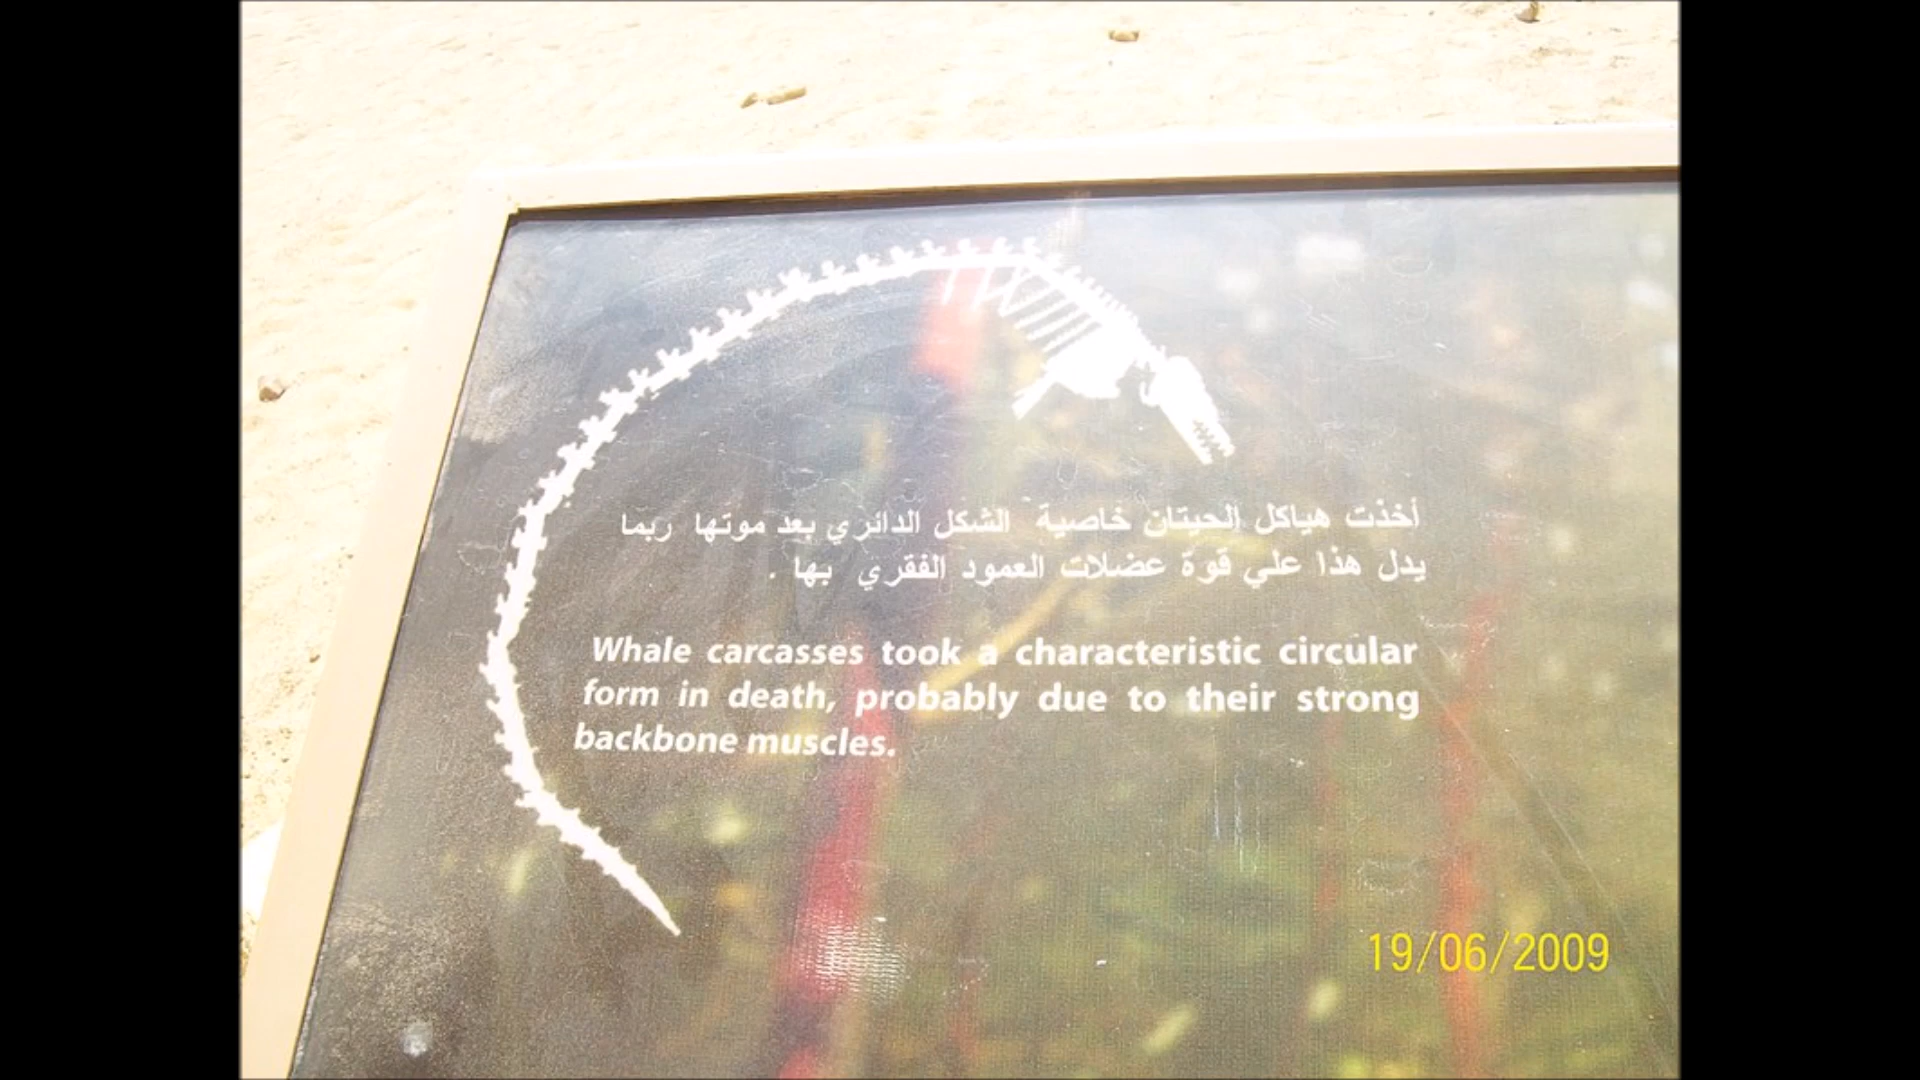 أخذت هياكل الحيتان خاصية الشكل الدائري بعد موتها ربما
يدل هذا علي قوة عضلات العمود الفقري بها .
Whale carcasses took a characteristic circular
form in death, probably due to their strong
backbone muscles.
19/06/2009